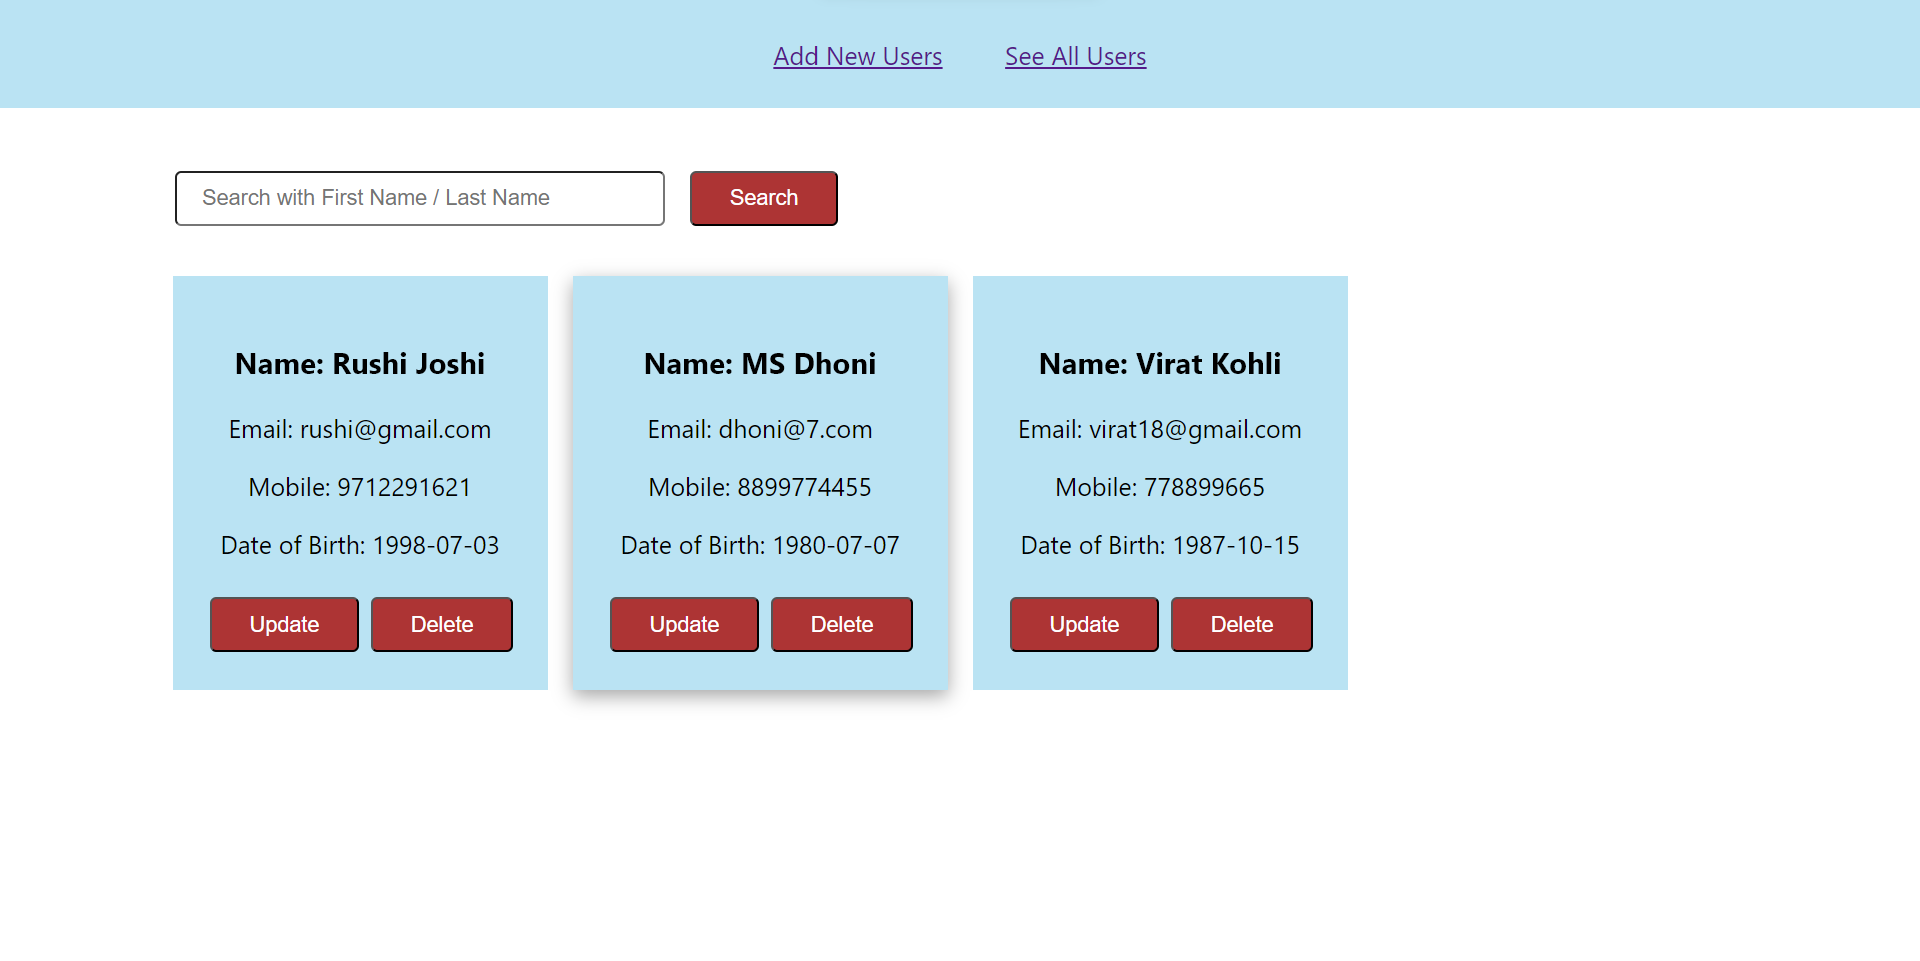 Add New Users See All Users
Search with First Name / Last Name Search
Name: Rushi Joshi
Email: rushi@gmail.com
Mobile: 9712291621
Date of Birth: 1998-07-03
Update Delete
Name: MS Dhoni
Email: dhoni@7.com
Mobile: 8899774455
Date of Birth: 1980-07-07
Update Delete
Name: Virat Kohli
Email: virat18@gmail.com
Mobile: 778899665
Date of Birth: 1987-10-15
Update Delete